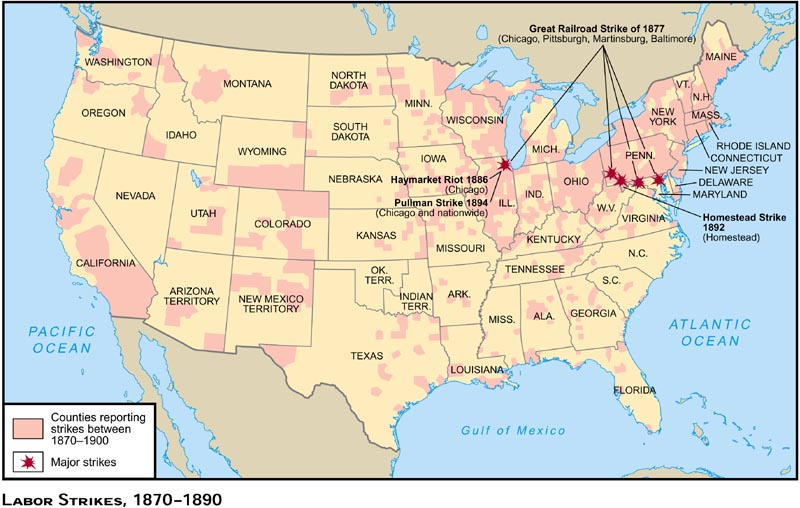 Great Railroad Strike of 1877
(Chicago, Pittsburgh, Martinsburg, Baltimore)
WASHINGTON
MONTANA
NORTH
DAKOTA
MINN.
MAINE
VT.
N.H.
OREGON
IDAHO
WYOMING
SOUTH
DAKOTA
WISCONSIN
MICH.
NEW
YORK
MASS.
RHODE ISLAND
CONNECTICUT
NEW JERSEY
DELAWARE
MARYLAND
NEBRASKA
IOWA
Haymarket Riot 1886
(Chicago)
Pullman Strike 1894
(Chicago and nationwide)
ILL.
IND.
OHIO
PENN.
W.V.
VIRGINIA
Homestead Strike
1892
(Homestead)
NEVADA
UTAH
COLORADO
KANSAS
MISSOURI
KENTUCKY
CALIFORNIA
ARIZONA
TERRITORY
NEW MEXICO
TERRITORY
OK.
TERR.
INDIAN
TERR.
ARK.
TENNESSEE
N.C.
S.C.
MISS.
ALA.
GEORGIA
TEXAS
LOUISIANA
FLORIDA
PACIFIC
OCEAN
ATLANTIC
OCEAN
Gulf of Mexico
Counties reporting
strikes between
1870–1900
Major strikes
LABOR STRIKES, 1870–1890